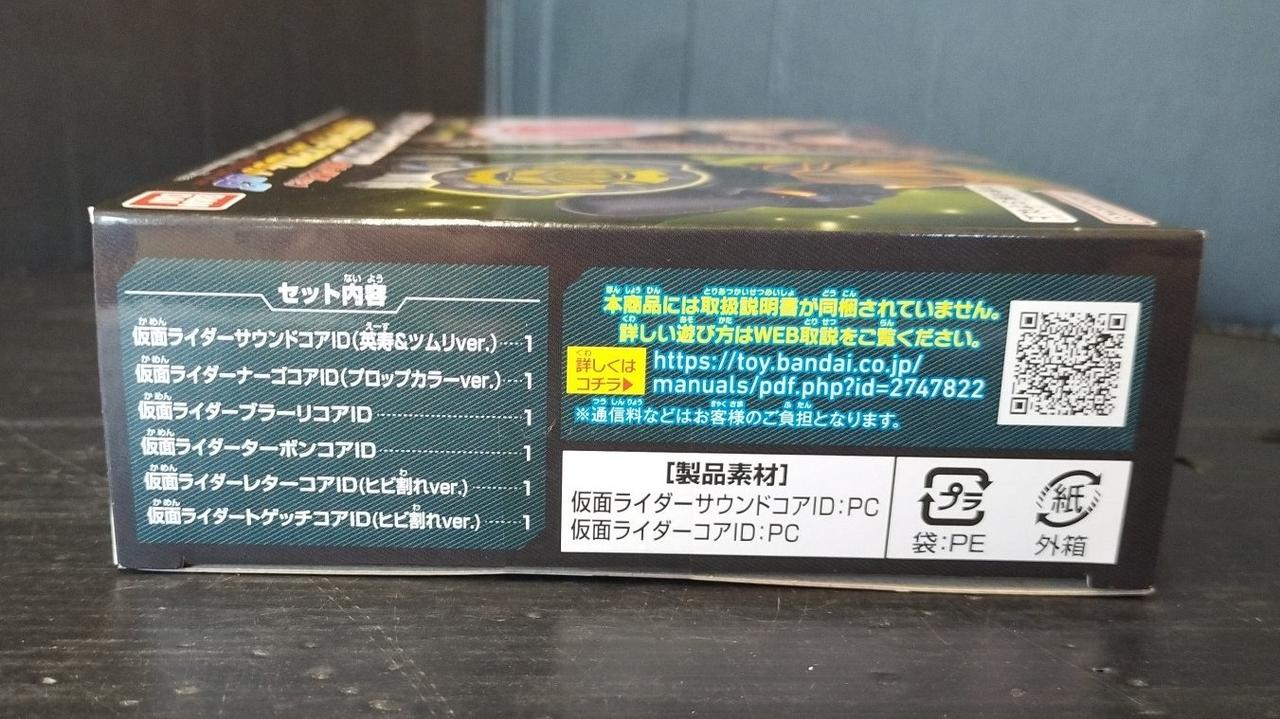 セット内容
仮面ライダーサウンドコアID(英寿&ツムリver.)…1
仮面ライダーナーゴコアID(プロップカラーver.)…1
仮面ライダーブラーリコアID…1
仮面ライダーターボンコアID…1
仮面ライダーレターコアID(ヒビ割れver.)…1
仮面ライダートゲッチコアID(ヒビ割れver.)…1
本商品には取扱説明書が同梱されていません。
詳しい遊び方はWEB取説をご覧ください。
詳しくは
コチラ▶
https://toy.bandai.co.jp/
manuals/pdf.php?id=2747822
※通信料などはお客様のご負担となります。
[製品素材]
仮面ライダーサウンドコアID:PC
仮面ライダーコアID:PC
プラ
袋:PE
紙
外箱